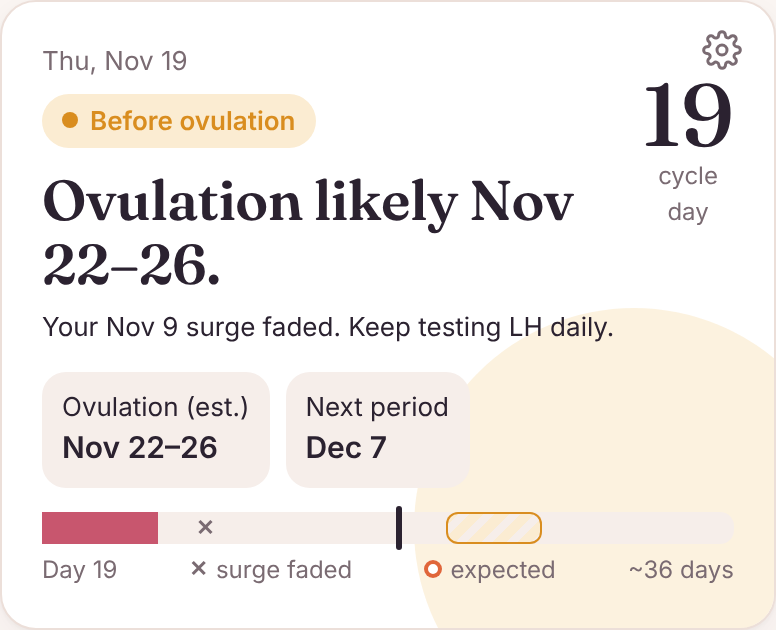 Thu, Nov 19
Before ovulation
19
cycle
day
Ovulation likely Nov
22–26.
Your Nov 9 surge faded. Keep testing LH daily.
Ovulation (est.)
Nov 22–26
Next period
Dec 7
×
Day 19
× surge faded
expected
~36 days